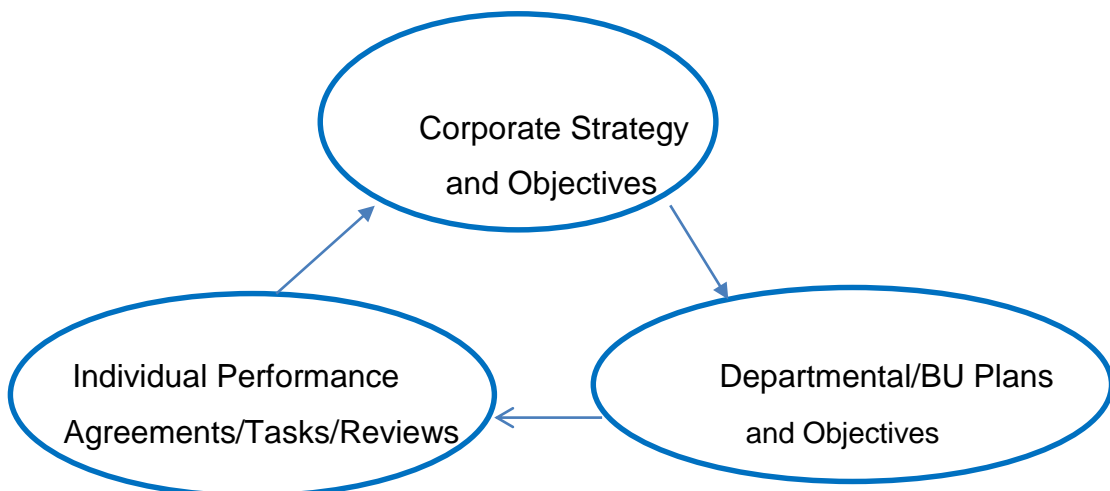 Corporate Strategy
and Objectives
Individual Performance
Agreements/Tasks/Reviews
Departmental/BU Plans
and Objectives